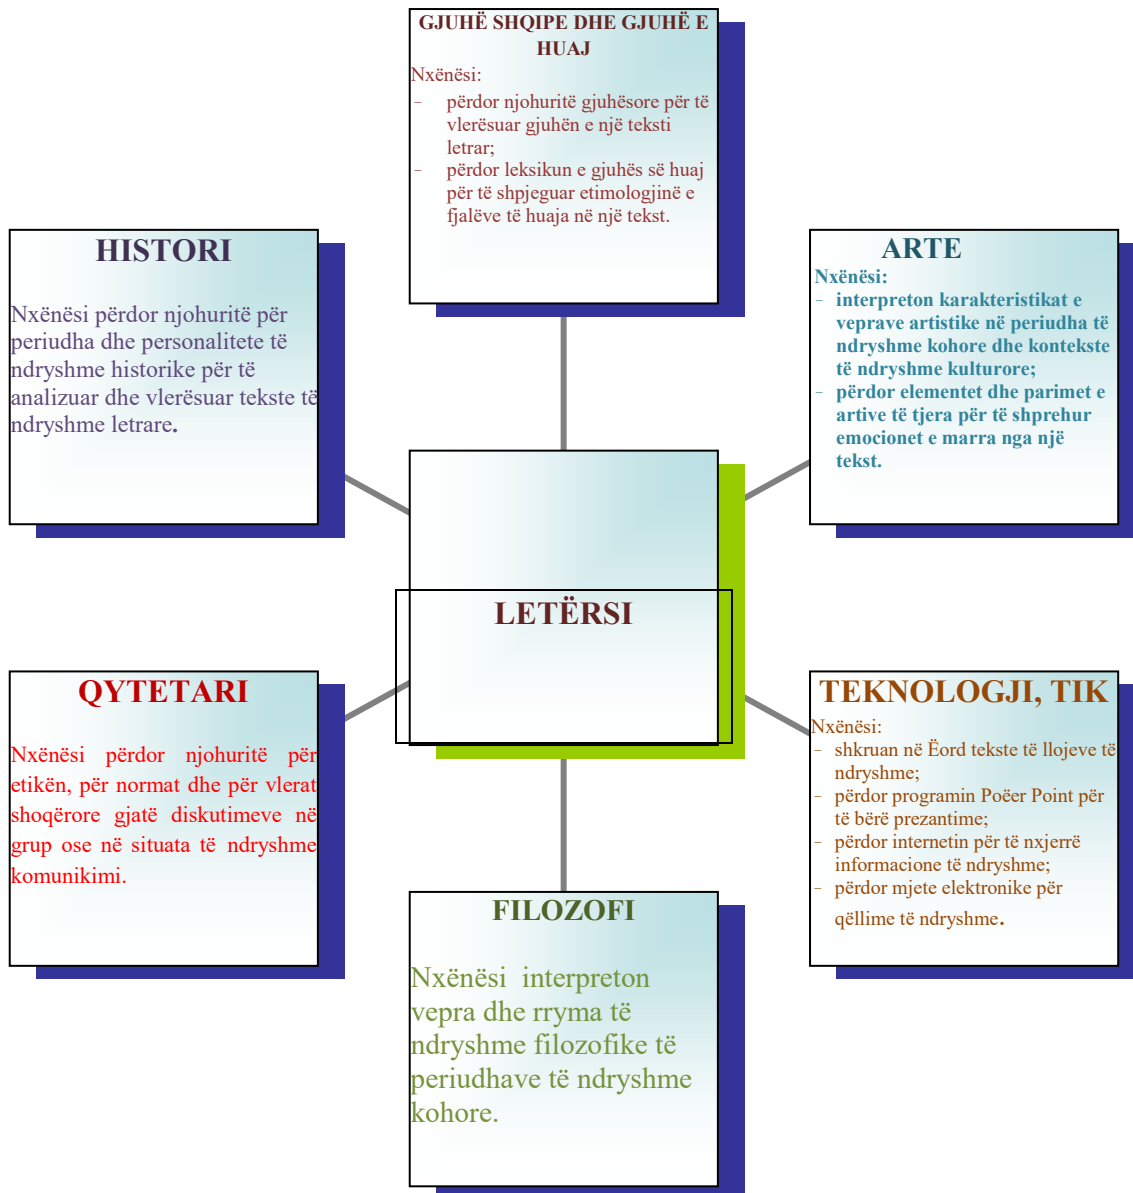 GJUHË SHQIPE DHE GJUHË E
HUAJ
Nxënësi:
- përdor njohuritë gjuhësore për të
vlerësuar gjuhën e një teksti
letrar;
- përdor leksikun e gjuhës së huaj
për të shpjeguar etimologjinë e
fjalëve të huaja në një tekst.
HISTORI
Nxënësi përdor njohuritë për
periudha dhe personalitete të
ndryshme historike për të
analizuar dhe vlerësuar tekste të
ndryshme letrare.
ARTE
Nxënësi:
- interpreton karakteristikat e
veprave artistike në periudha të
ndryshme kohore dhe kontekste
të ndryshme kulturore;
- përdor elementet dhe parimet e
artive të tjera për të shprehur
emocionet e marra nga një
tekst.
LETËRSI
QYTETARI
Nxënësi përdor njohuritë për
etikën, për normat dhe për vlerat
shoqërore gjatë diskutimeve në
grup ose në situata të ndryshme
komunikimi.
TEKNOLOGJI, TIK
Nxënësi:
- shkruan në Ëord tekste të llojeve të
ndryshme;
- përdor programin Poëer Point për
të bërë prezantime;
- përdor internetin për të nxjerrë
informacione të ndryshme;
- përdor mjete elektronike për
qëllime të ndryshme.
FILOZOFI
Nxënësi interpreton
vepra dhe rryma të
ndryshme filozofike të
periudhave të ndryshme
kohore.